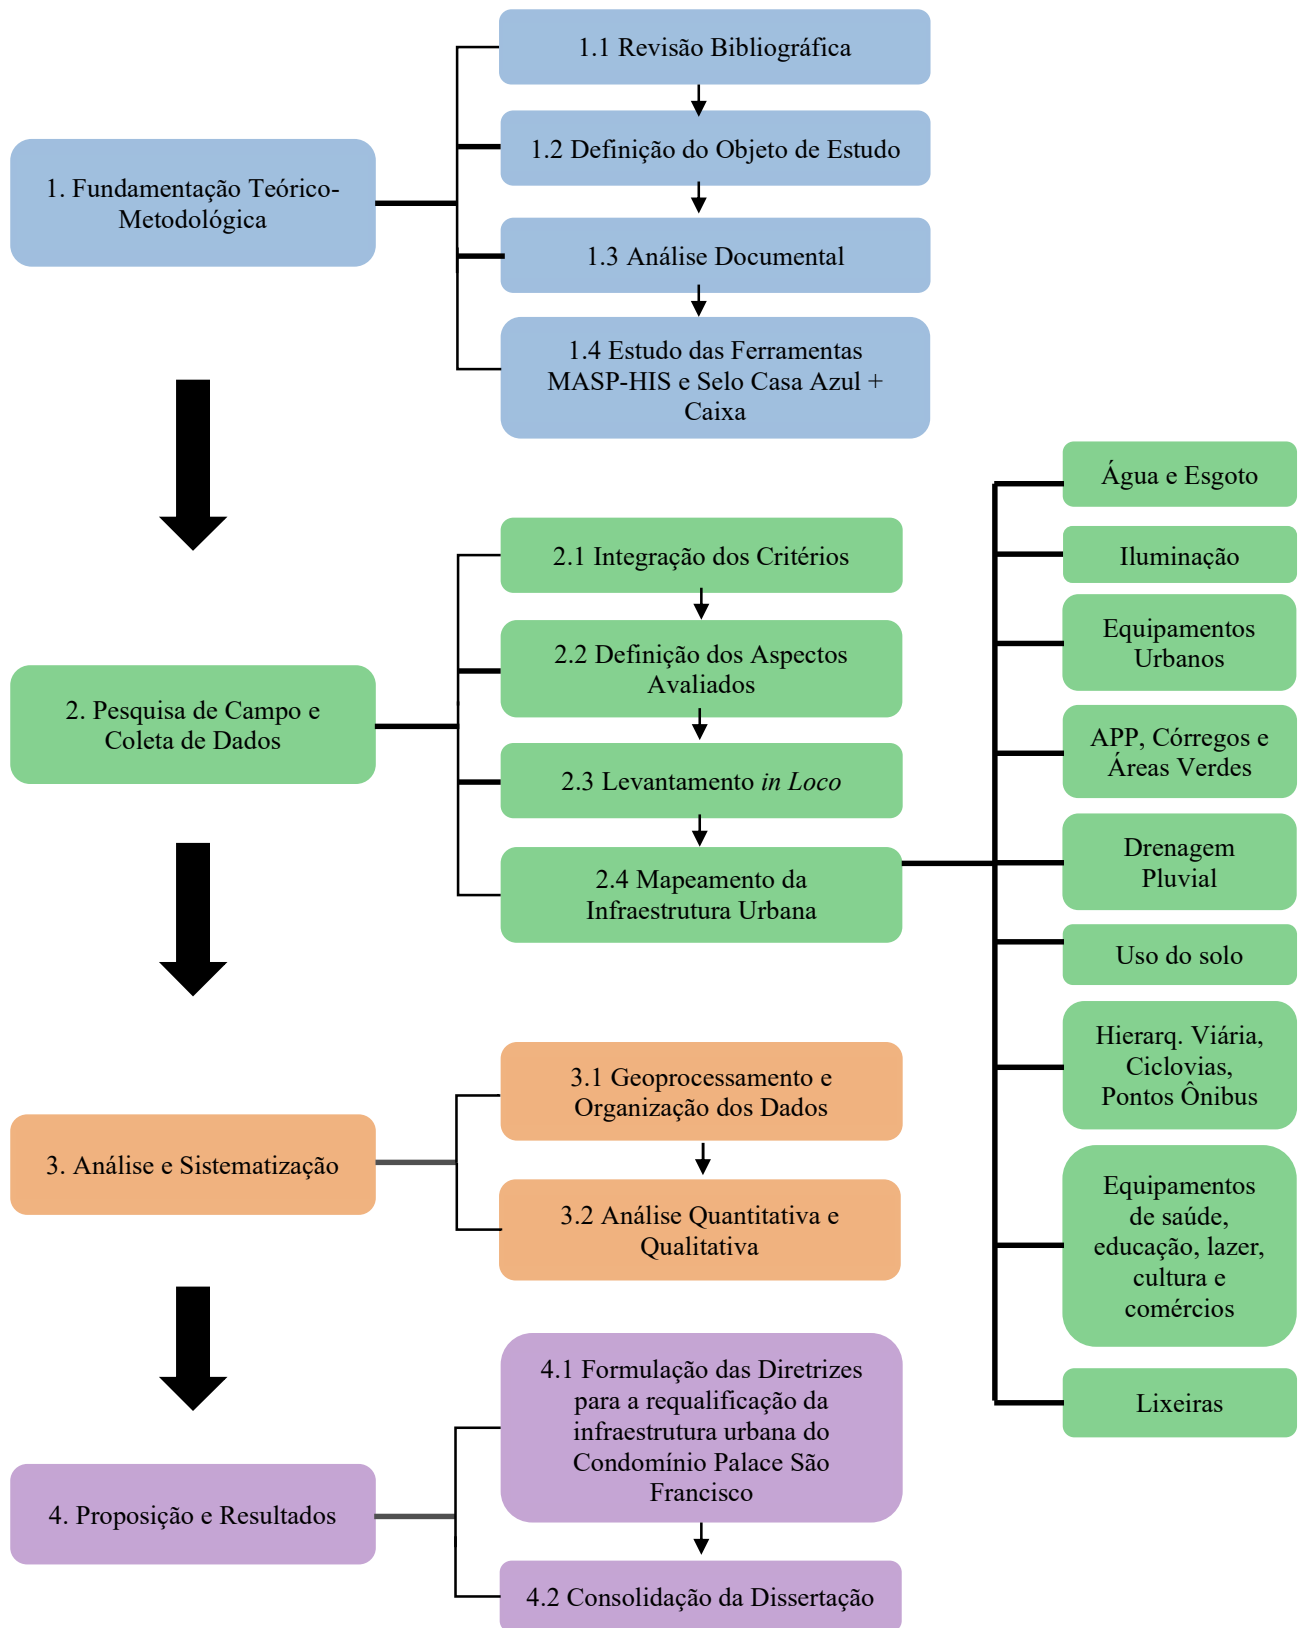 1. Fundamentação Teórico-
Metodológica
1.1 Revisão Bibliográfica
1.2 Definição do Objeto de Estudo
1.3 Análise Documental
1.4 Estudo das Ferramentas
MASP-HIS e Selo Casa Azul +
Caixa
2. Pesquisa de Campo e
Coleta de Dados
2.1 Integração dos Critérios
2.2 Definição dos Aspectos
Avaliados
2.3 Levantamento in Loco
2.4 Mapeamento da
Infraestrutura Urbana
Água e Esgoto
Iluminação
Equipamentos
Urbanos
APP, Córregos e
Áreas Verdes
Drenagem
Pluvial
Uso do solo
Hierarq. Viária,
Ciclovias,
Pontos Ônibus
Equipamentos
de saúde,
educação, lazer,
cultura e
comércios
Lixeiras
3. Análise e Sistematização
3.1 Geoprocessamento e
Organização dos Dados
3.2 Análise Quantitativa e
Qualitativa
4. Proposição e Resultados
4.1 Formulação das Diretrizes
para a requalificação da
infraestrutura urbana do
Condomínio Palace São
Francisco
4.2 Consolidação da Dissertação